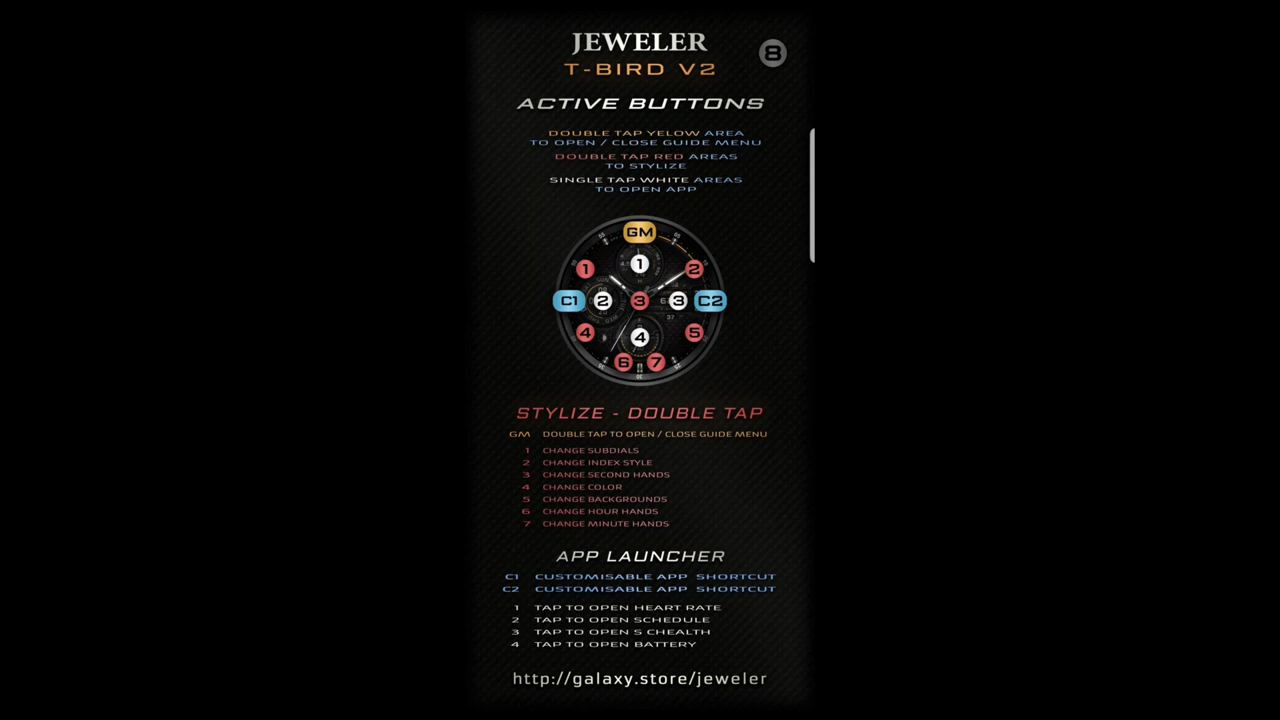 JEWELER
8
T-BIRD V2
ACTIVE BUTTONS
DOUBLE TAP YELOW AREA
TO OPEN / CLOSE GUIDE MENU
DOUBLE TAP RED AREAS
TO STYLIZE
SINGLE TAP WHITE AREAS
TO OPEN APP
GM
1
1 2
C1 2 3 3 C2
4 4 5
6 7
STYLIZE - DOUBLE TAP
GM DOUBLE TAP TO OPEN / CLOSE GUIDE MENU
1 CHANGE SUBDIALS
2 CHANGE INDEX STYLE
3 CHANGE SECOND HANDS
4 CHANGE COLOR
5 CHANGE BACKGROUNDS
6 CHANGE HOUR HANDS
7 CHANGE MINUTE HANDS
APP LAUNCHER
C1 CUSTOMISABLE APP SHORTCUT
C2 CUSTOMISABLE APP SHORTCUT
1 TAP TO OPEN HEART RATE
2 TAP TO OPEN SCHEDULE
3 TAP TO OPEN S CHEALTH
4 TAP TO OPEN BATTERY
http://galaxy.store/jeweler